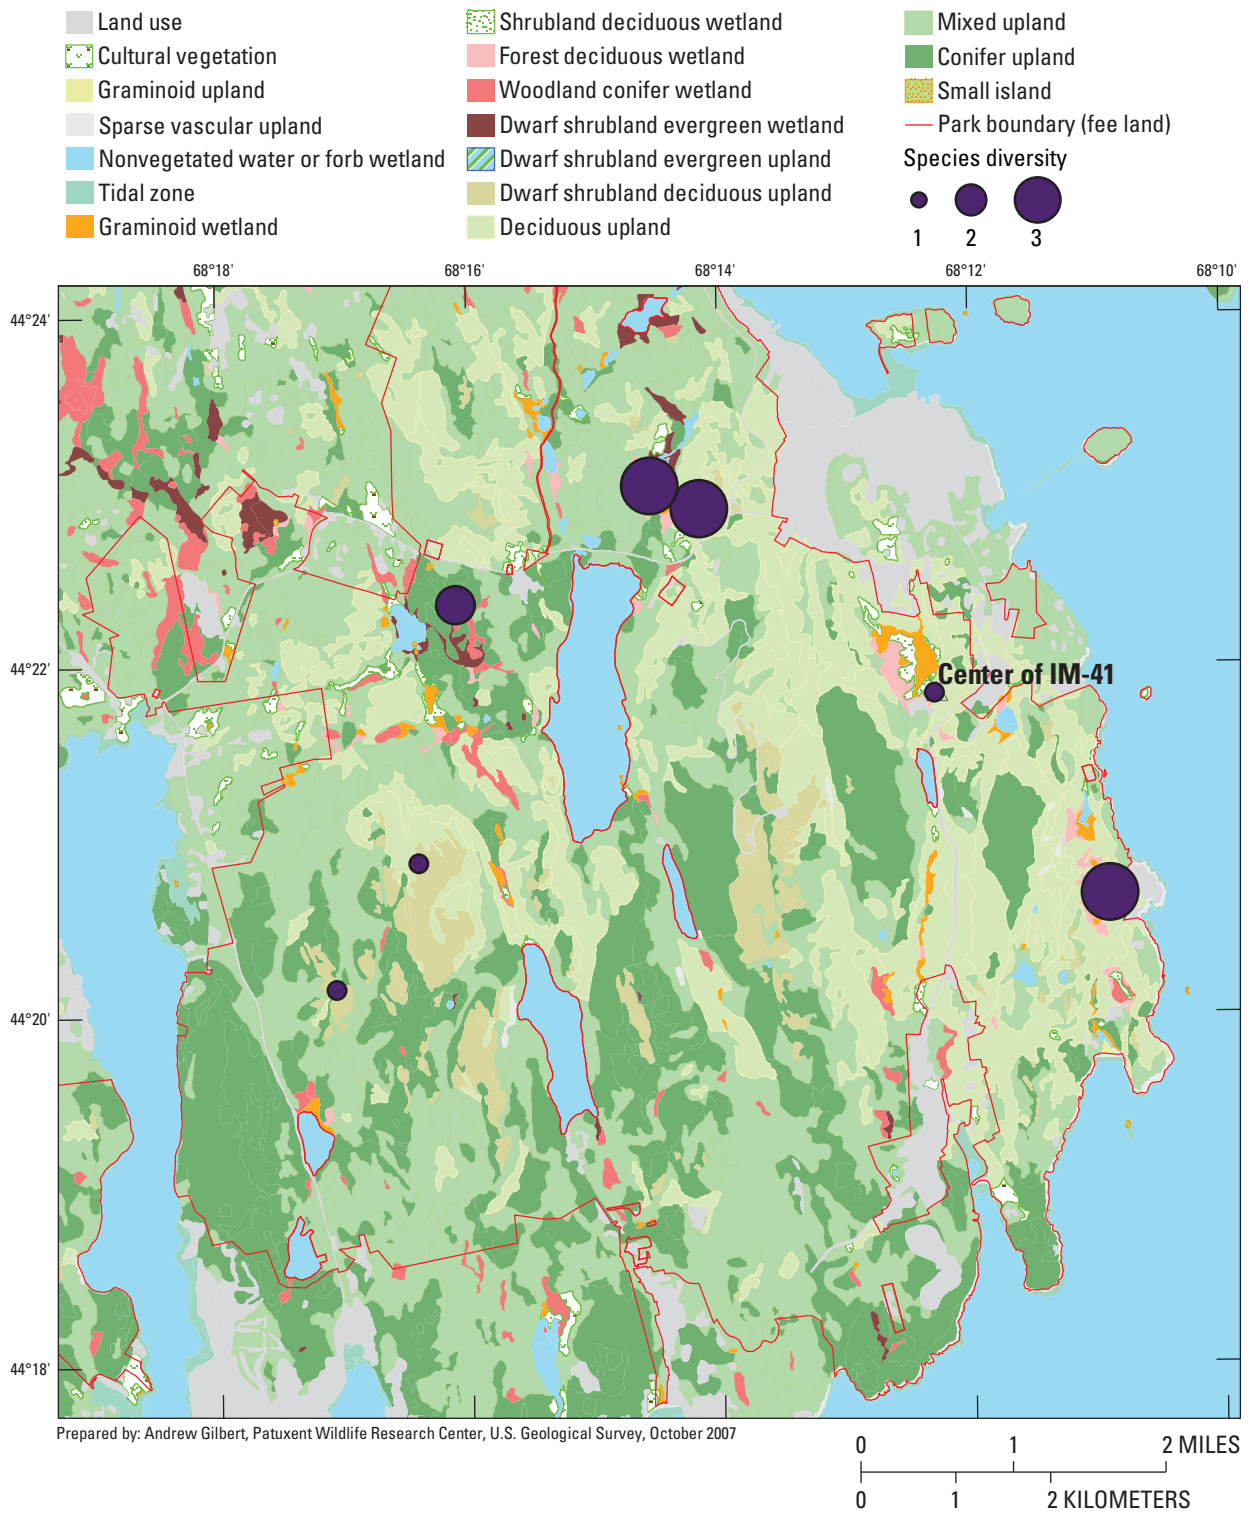 Land use
Cultural vegetation
Graminoid upland
Sparse vascular upland
Nonvegetated water or forb wetland
Tidal zone
Graminoid wetland
Shrubland deciduous wetland
Forest deciduous wetland
Woodland conifer wetland
Dwarf shrubland evergreen wetland
Dwarf shrubland evergreen upland
Dwarf shrubland deciduous upland
Deciduous upland
Mixed upland
Conifer upland
Small island
Park boundary (fee land)
Species diversity
1 2 3
68°18' 68°16' 68°14' 68°12' 68°10'
44°24'
44°22'
Center of IM-41
44°20'
44°18'
Prepared by: Andrew Gilbert, Patuxent Wildlife Research Center, U.S. Geological Survey, October 2007
0 1 2 MILES
0 1 2 KILOMETERS